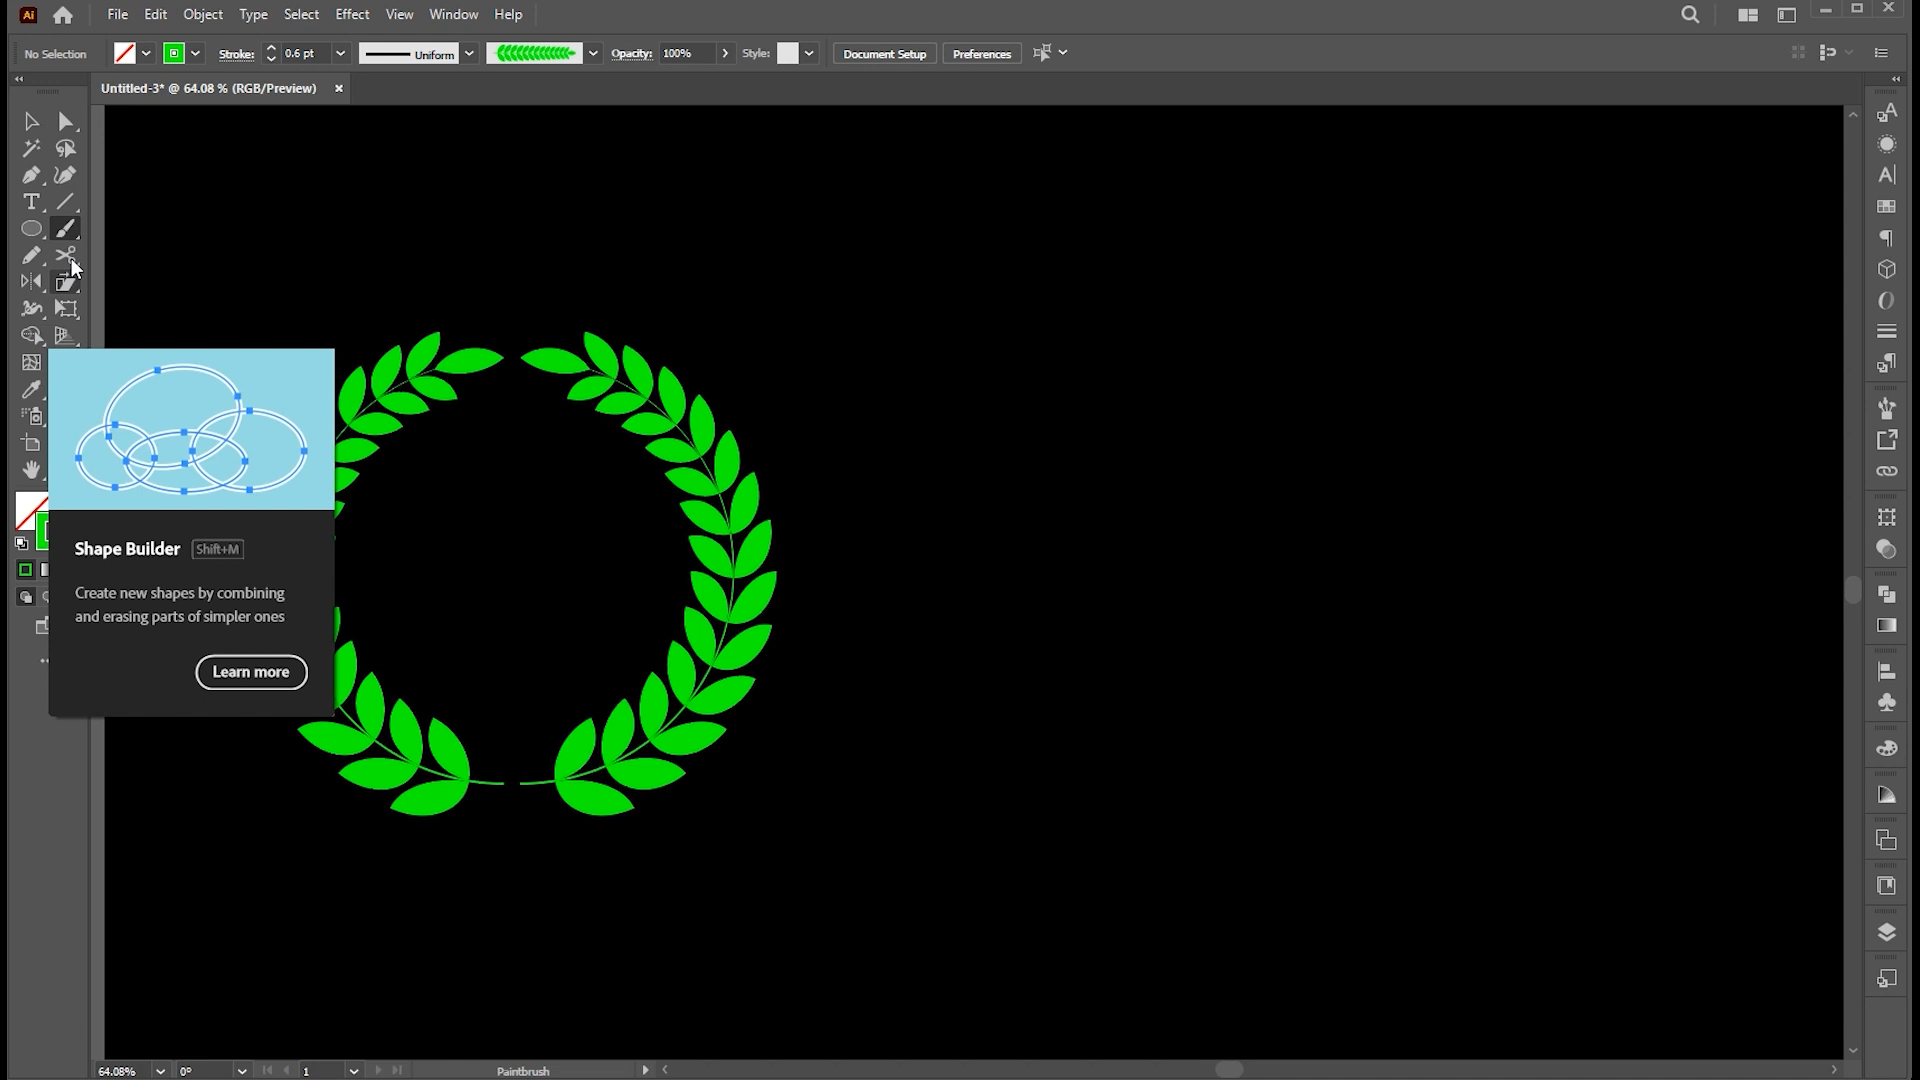 Ai File Edit Object Type Select Effect View Window Help
No Selection Stroke: 0.6 pt Uniform Opacity: 100% Style: Document Setup Preferences
Untitled-3* @ 64.08 % (RGB/Preview)
Shape Builder Shift+M
Create new shapes by combining
and erasing parts of simpler ones
Learn more
64.08% 0° 1 Paintbrush